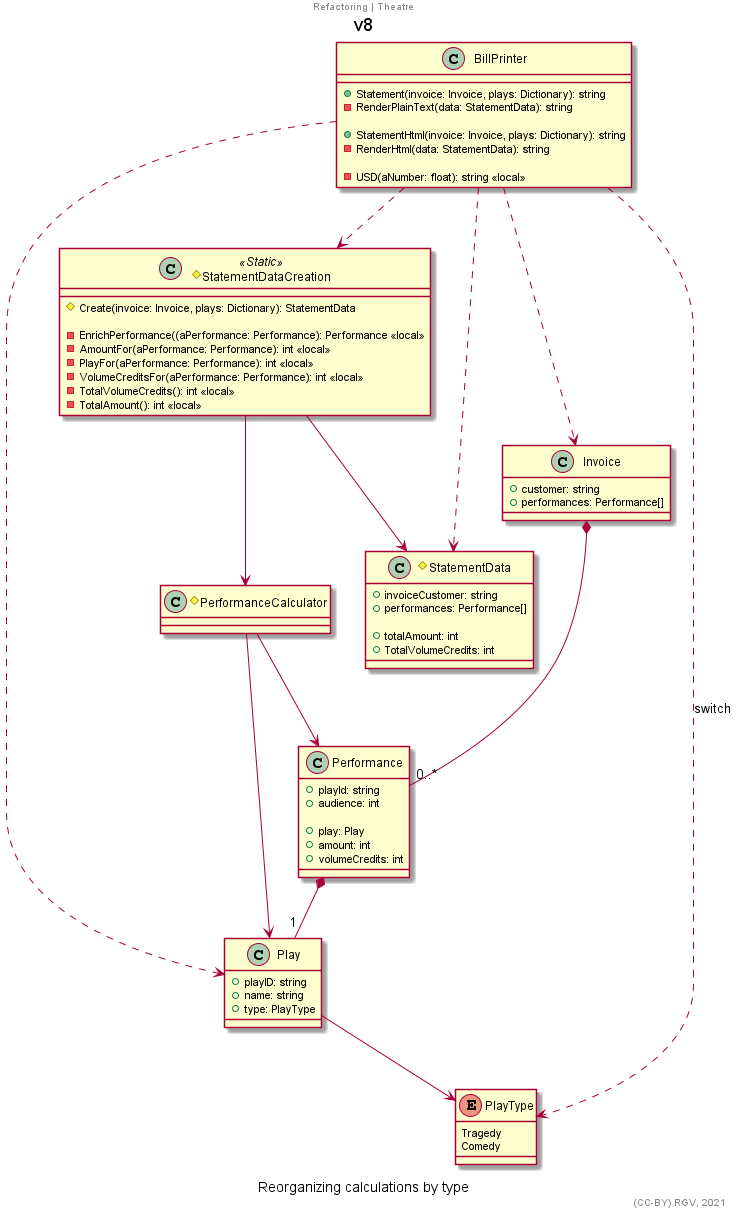 Refactoring | Theatre
v8
C BillPrinter
Statement(invoice: Invoice, plays: Dictionary): string
RenderPlainText(data: StatementData): string
StatementHtml(invoice: Invoice, plays: Dictionary): string
RenderHtml(data: StatementData): string
USD(aNumber: float): string «local»
«Static»
C StatementDataCreation
Create(invoice: Invoice, plays: Dictionary): StatementData
EnrichPerformance((aPerformance: Performance): Performance «local»
AmountFor(aPerformance: Performance): int «local»
PlayFor(aPerformance: Performance): int «local»
VolumeCreditsFor(aPerformance: Performance): int «local»
TotalVolumeCredits(): int «local»
TotalAmount(): int «local»
C Invoice
customer: string
performances: Performance[]
C StatementData
invoiceCustomer: string
performances: Performance[]
totalAmount: int
TotalVolumeCredits: int
C PerformanceCalculator
switch
C Performance
playId: string
audience: int
play: Play
amount: int
volumeCredits: int
0..*
1
C Play
playID: string
name: string
type: PlayType
E PlayType
Tragedy
Comedy
Reorganizing calculations by type
(CC-BY) RGV, 2021